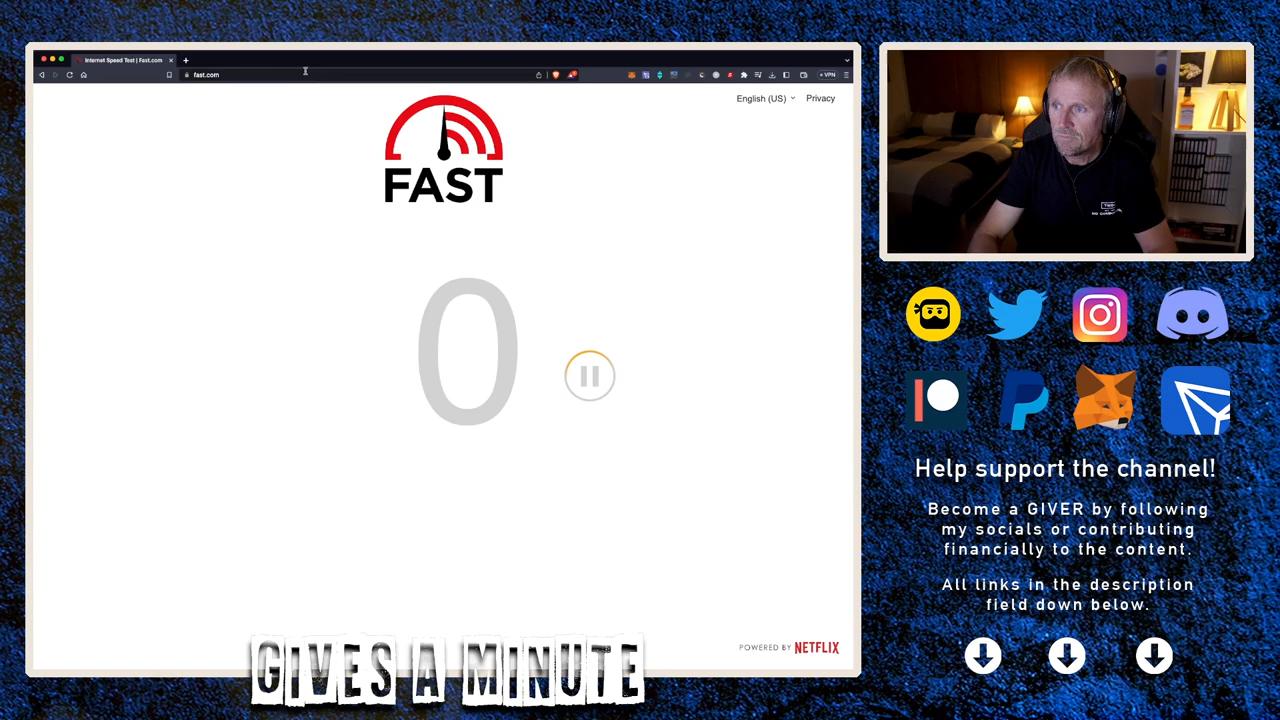 Internet Speed Test | Fast.com
fast.com
VPN
English (US)
Privacy
FAST
0
POWERED BY NETFLIX
GIVES A MINUTE
Help support the channel!
Become a GIVER by following
my socials or contributing
financially to the content.
All links in the description
field down below.